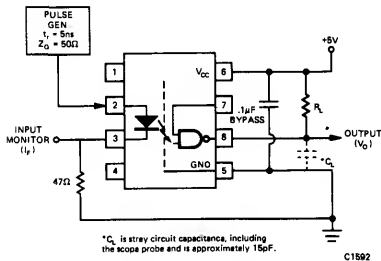 PULSE
GEN
tr = 5ns
ZO = 50Ω
+5V
1
VCC
6
2
7
.1μF
BYPASS
RL
INPUT
MONITOR
(IF)
3
8
*
OUTPUT
(VO)
*CL
4
GND
5
47Ω
*CL is stray circuit capacitance, including
the scope probe and is approximately 15pF.
C1592